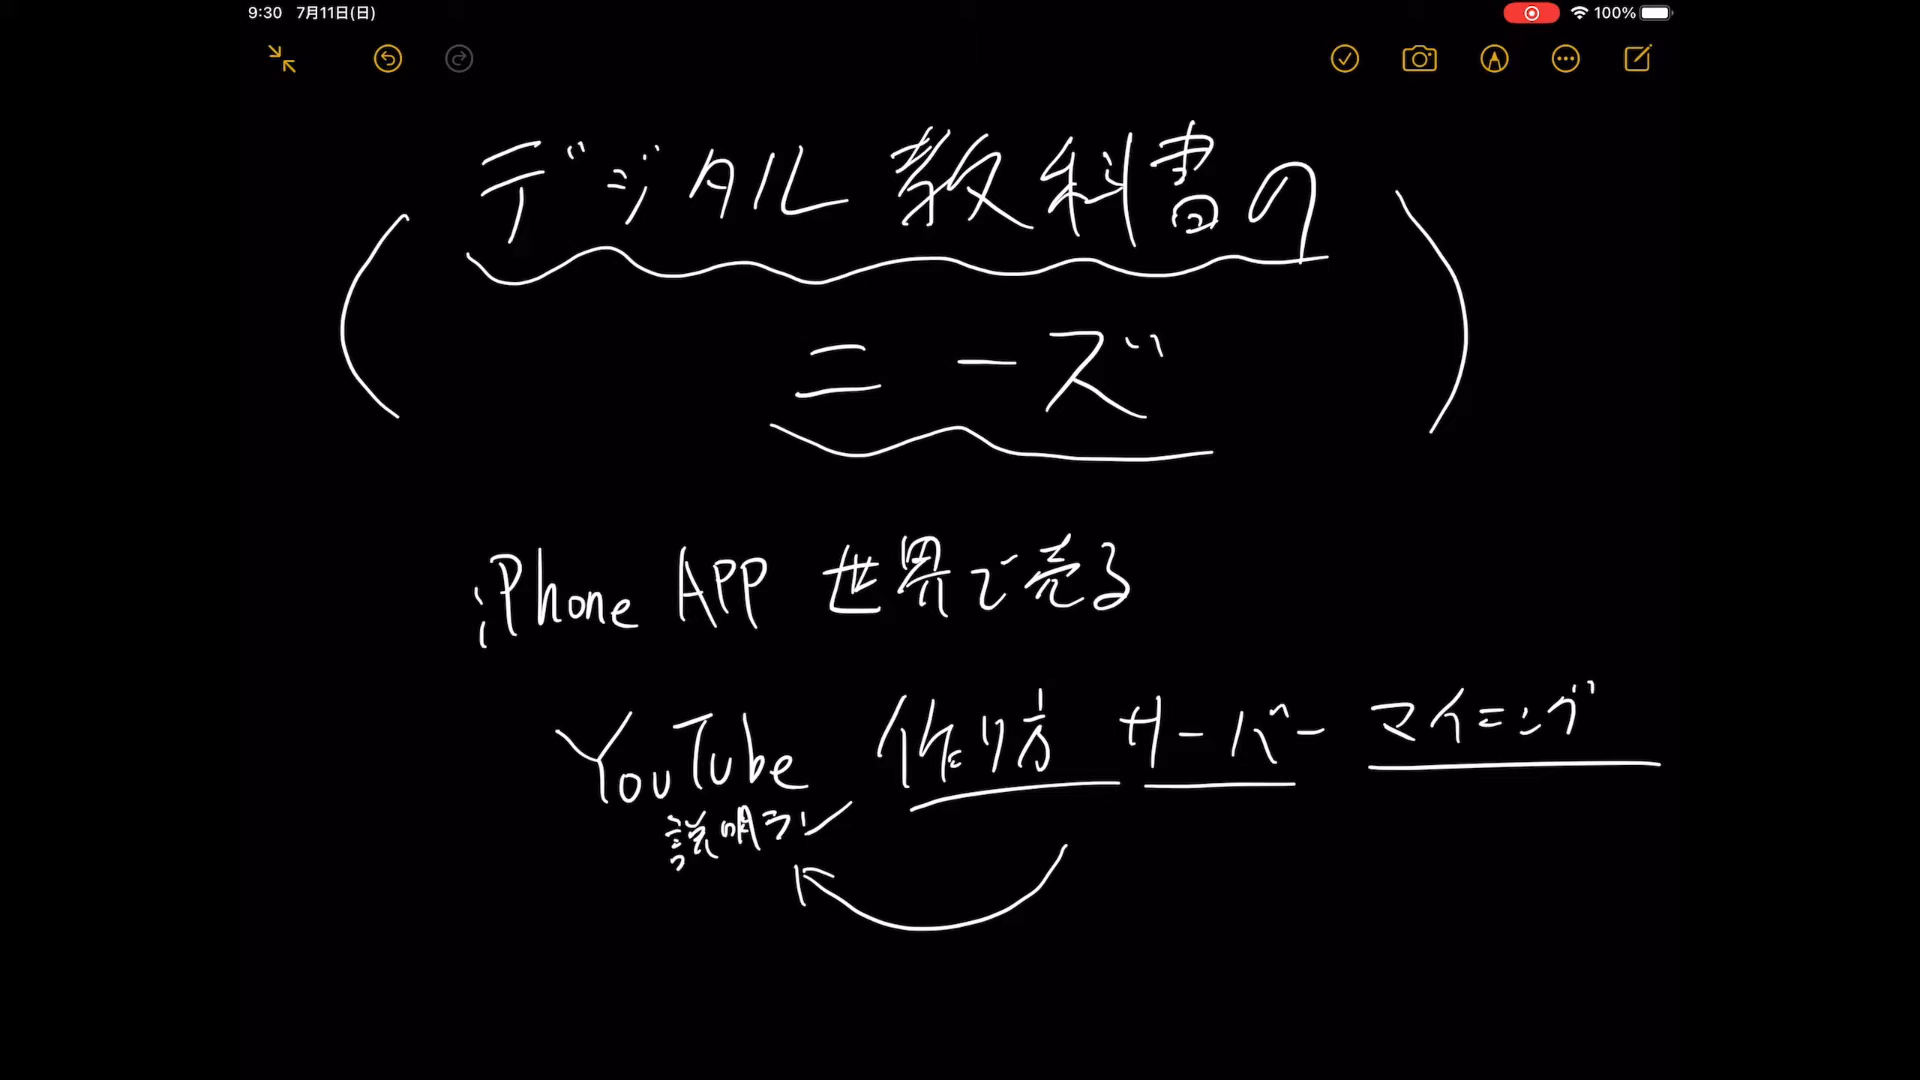 9:30 7月11日(日) 100%
デジタル教科書の
ニーズ
iPhone APP 世界で売る
YouTube 作り方 サーバー マイニング
説明ラン